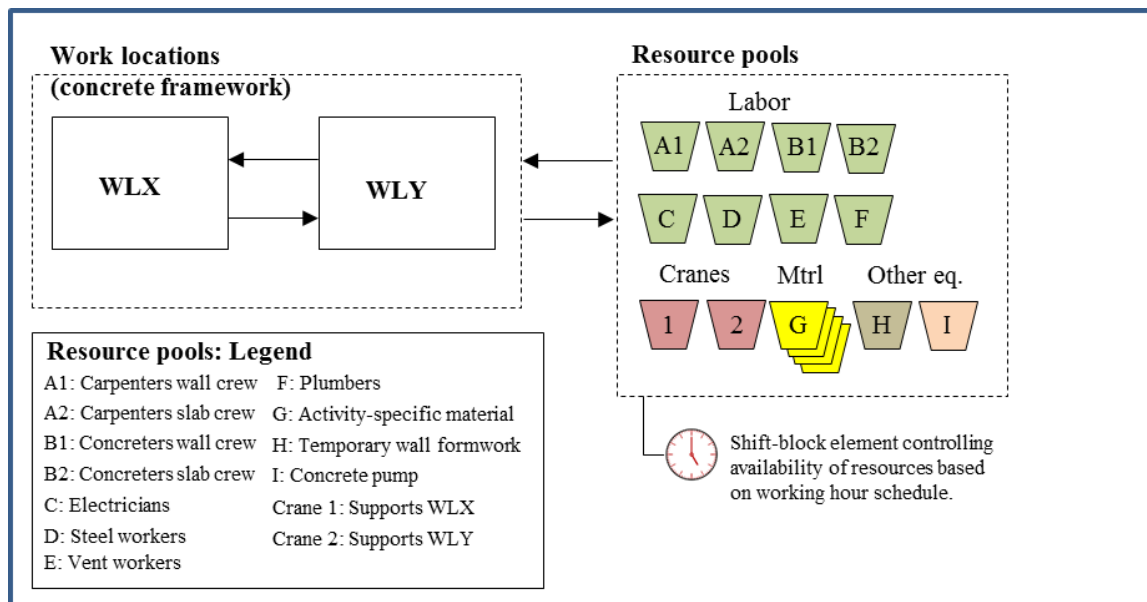 Work locations
(concrete framework)
WLX
WLY
Resource pools
Labor
A1 A2 B1 B2
C D E F
Cranes Mtrl Other eq.
1 2 G H I
Resource pools: Legend
A1: Carpenters wall crew F: Plumbers
A2: Carpenters slab crew G: Activity-specific material
B1: Concreters wall crew H: Temporary wall formwork
B2: Concreters slab crew I: Concrete pump
C: Electricians Crane 1: Supports WLX
D: Steel workers Crane 2: Supports WLY
E: Vent workers
Shift-block element controlling
availability of resources based
on working hour schedule.